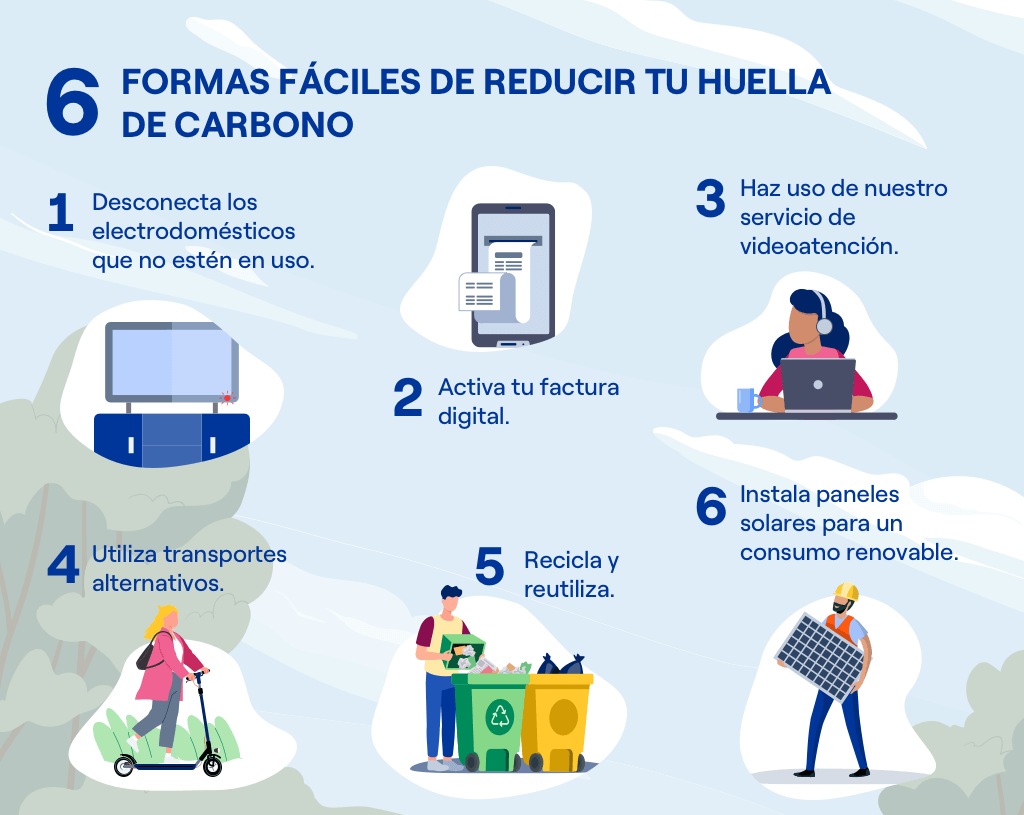 6 FORMAS FÁCILES DE REDUCIR TU HUELLA
DE CARBONO
1 Desconecta los
electrodomésticos
que no estén en uso.
2 Activa tu factura
digital.
3 Haz uso de nuestro
servicio de
videoatención.
4 Utiliza transportes
alternativos.
5 Recicla y
reutiliza.
6 Instala paneles
solares para un
consumo renovable.